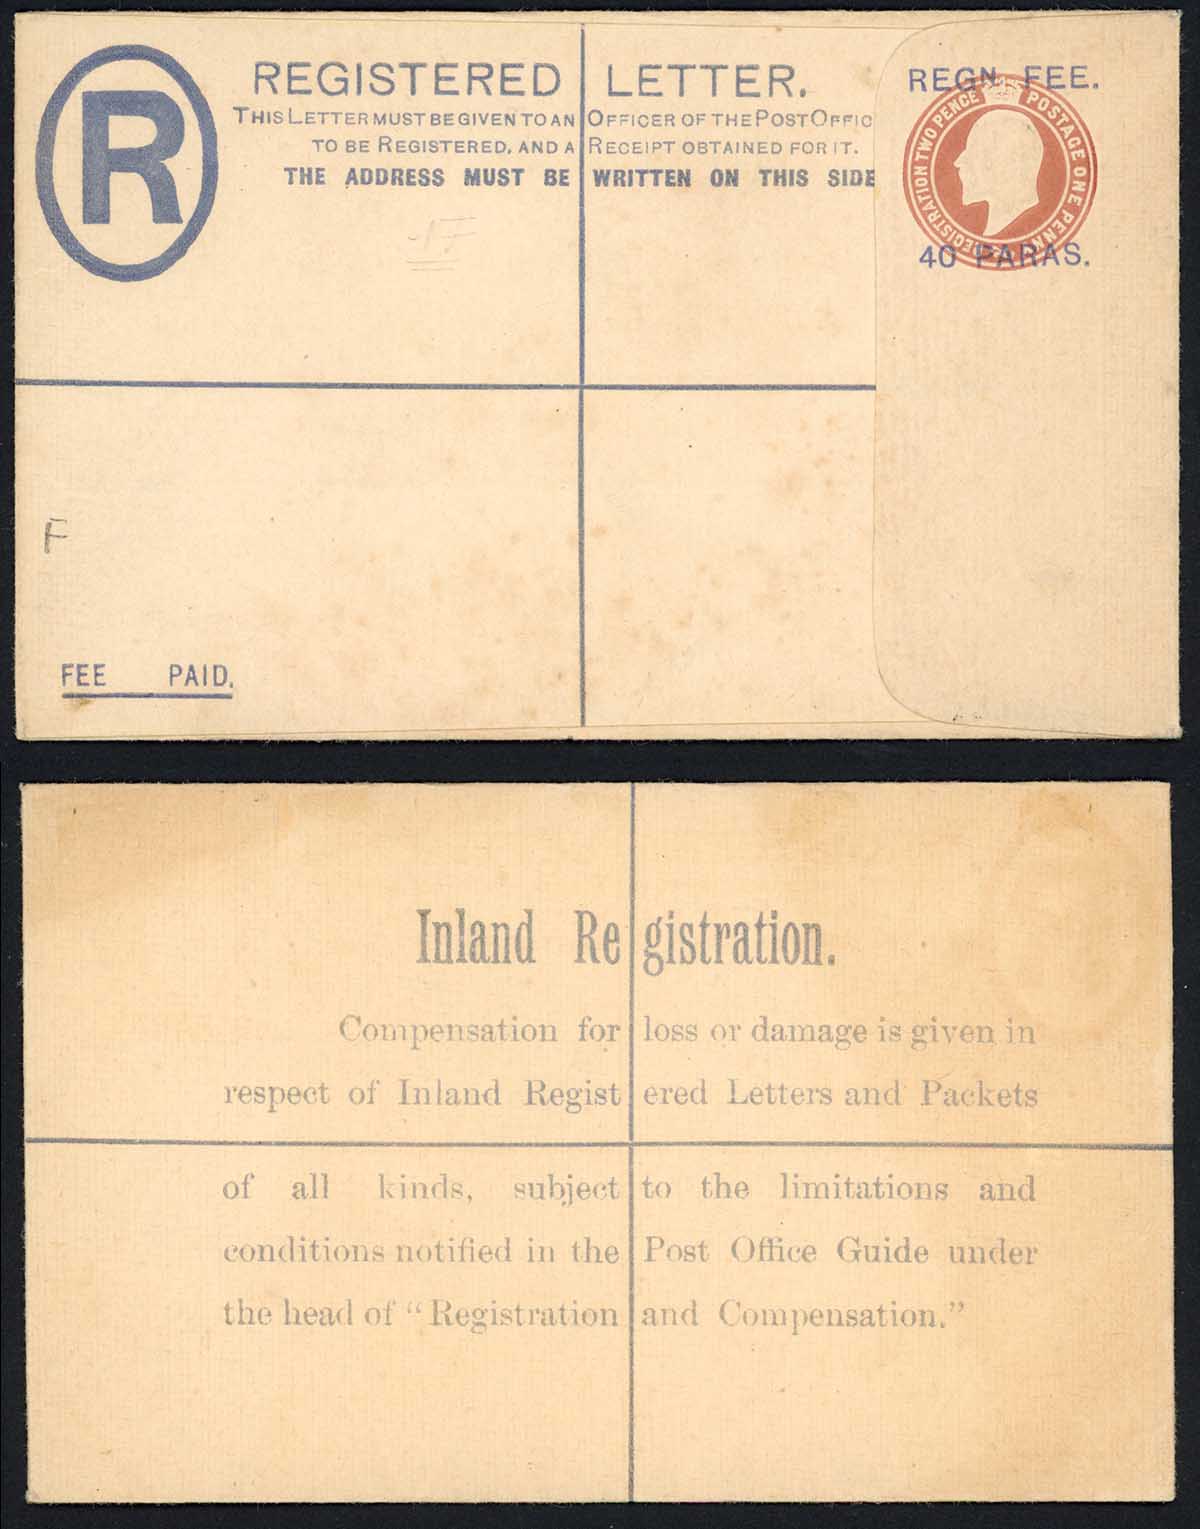 R
REGISTERED LETTER.
THIS LETTER MUST BE GIVEN TO AN OFFICER OF THE POST OFFIC
TO BE REGISTERED, AND A RECEIPT OBTAINED FOR IT.
THE ADDRESS MUST BE WRITTEN ON THIS SIDE
REGN. FEE.
REGISTRATION TWO PENCE POSTAGE ONE PENNY
40 PARAS.
F
FEE PAID.
Inland Registration.
Compensation for loss or damage is given in
respect of Inland Registered Letters and Packets
of all kinds, subject to the limitations and
conditions notified in the Post Office Guide under
the head of “Registration and Compensation.”